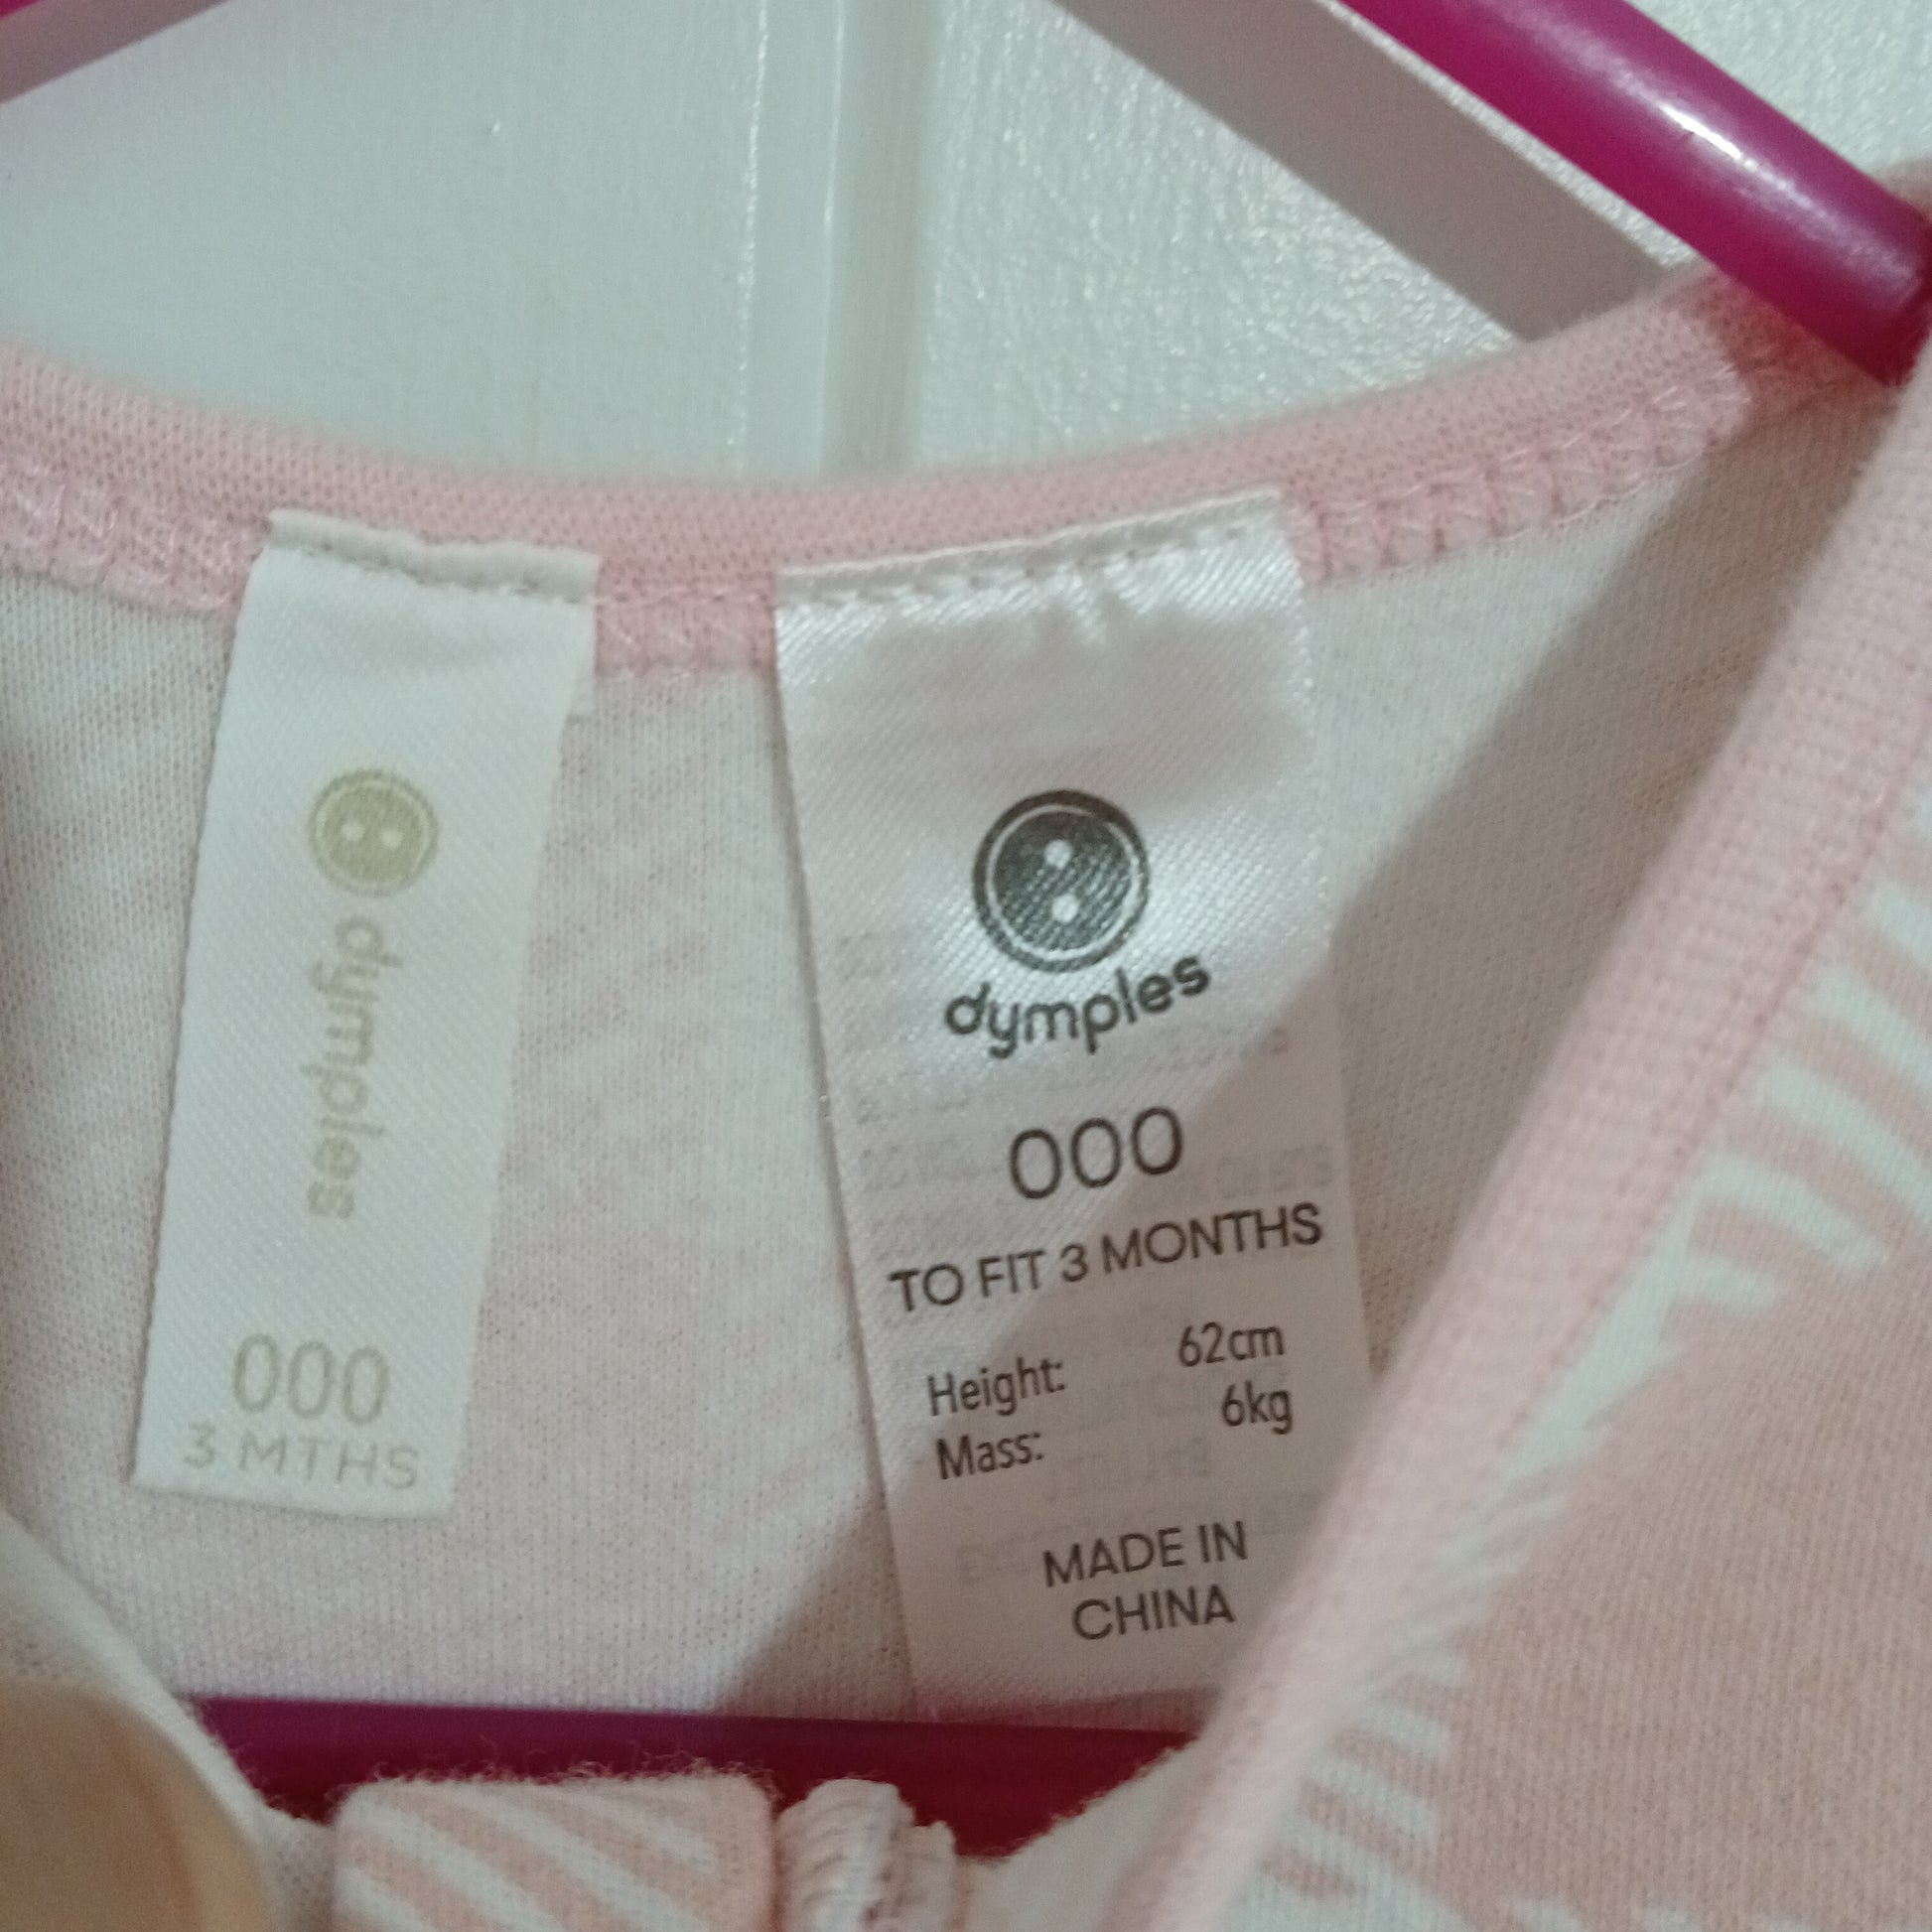 dymples
000
3 MTHS
dymples
000
TO FIT 3 MONTHS
Height: 62cm
Mass: 6kg
MADE IN
CHINA